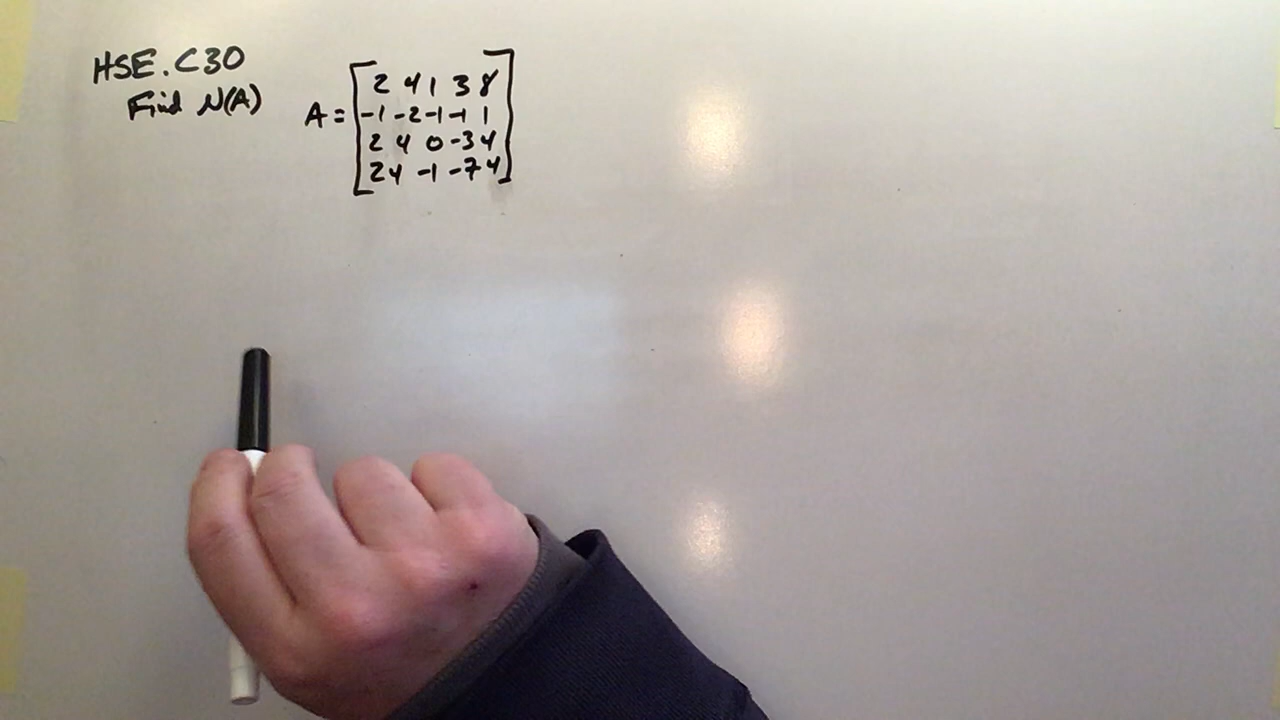 HSE.C30
Find N(A)
A = [ 2 4 1 3 8
-1 -2 -1 -1 1
2 4 0 -3 4
2 4 -1 -7 4 ]